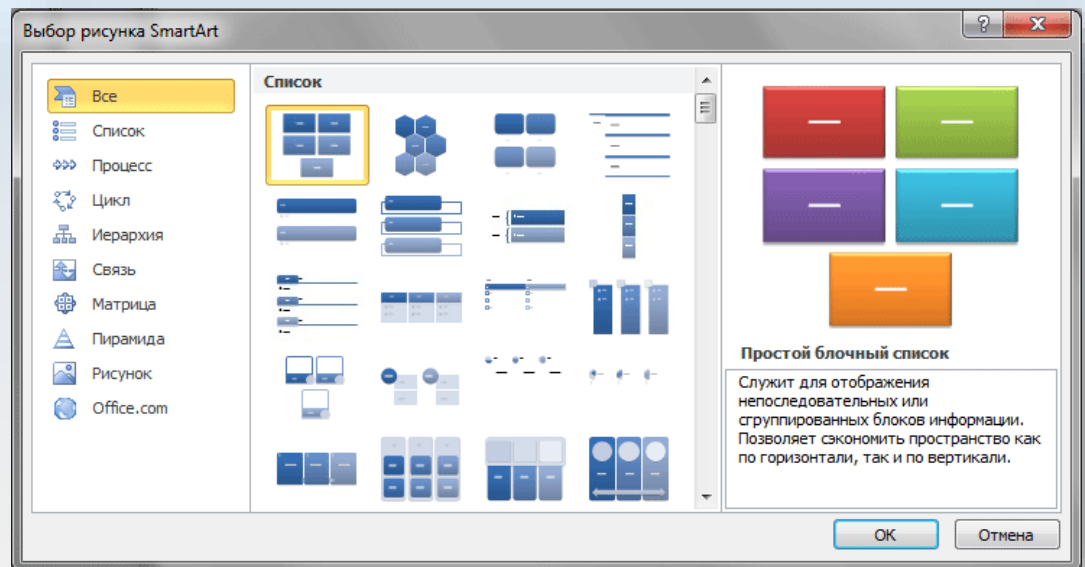 Выбор рисунка SmartArt
Все
Список
Процесс
Цикл
Иерархия
Связь
Матрица
Пирамида
Рисунок
Office.com
Список
Простой блочный список
Служит для отображения
непоследовательных или
сгруппированных блоков информации.
Позволяет сэкономить пространство как
по горизонтали, так и по вертикали.
ОК
Отмена